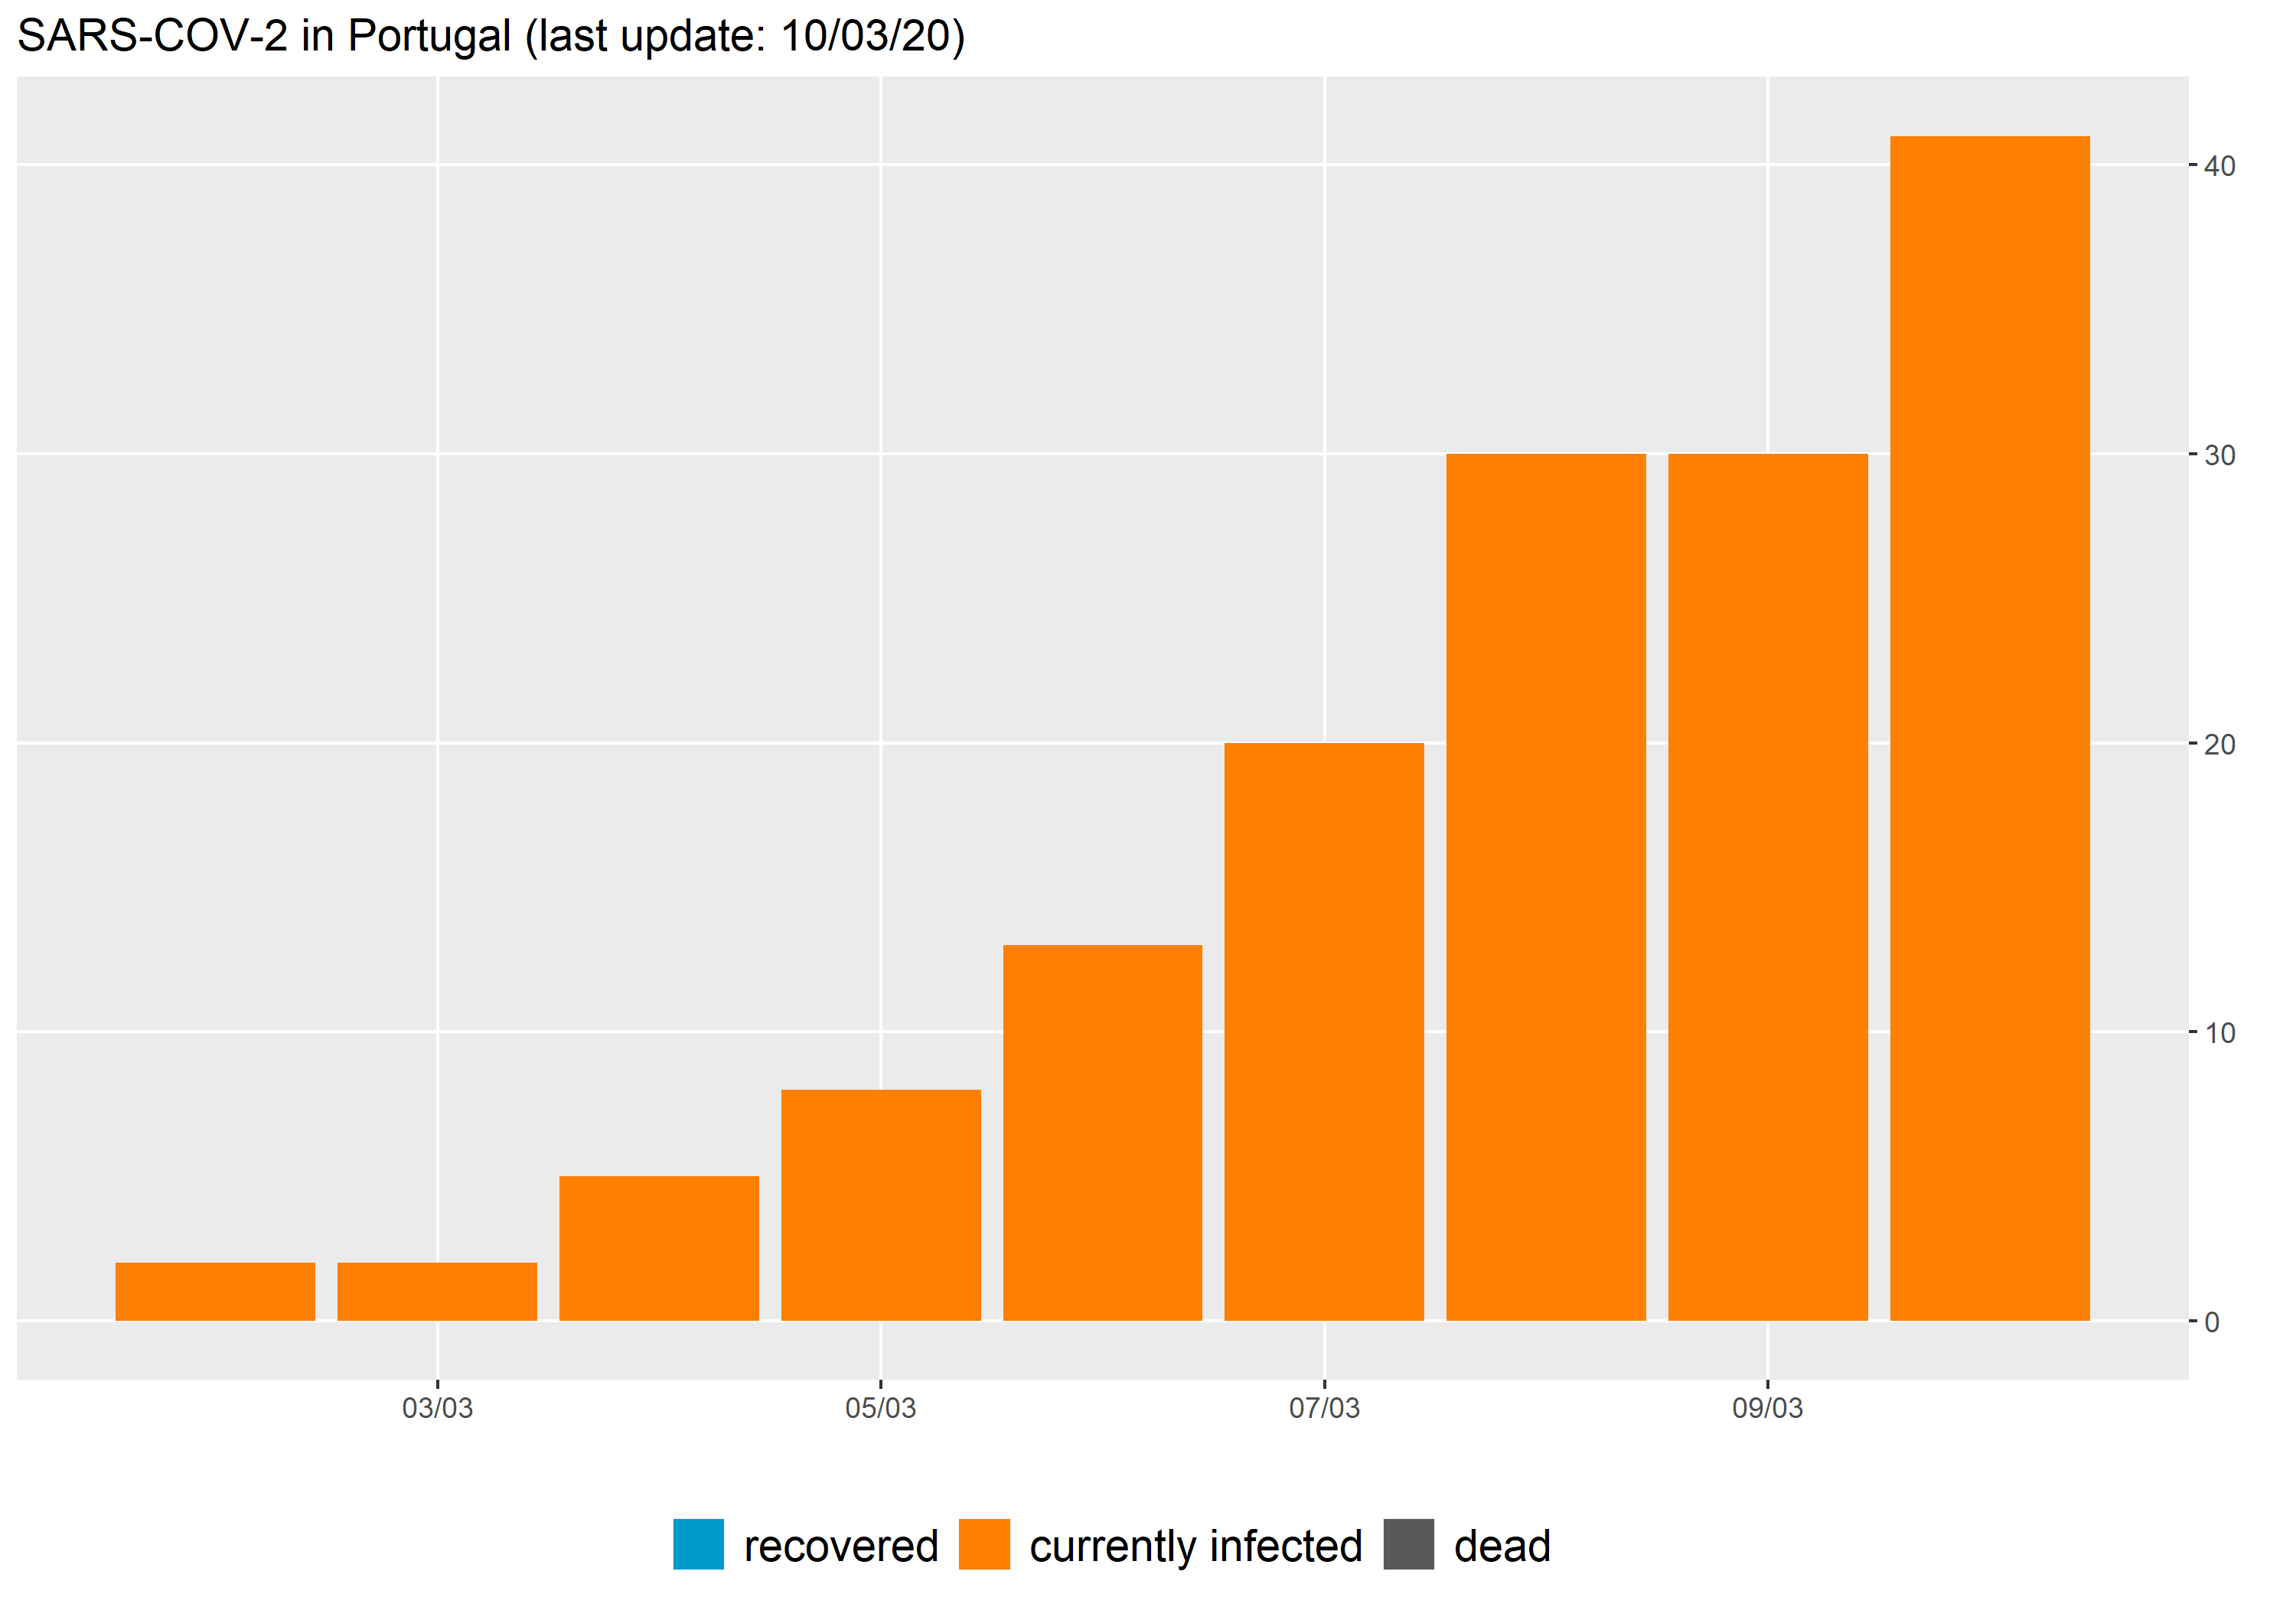 SARS-COV-2 in Portugal (last update: 10/03/20)
40
30
20
10
0
03/03 05/03 07/03 09/03
recovered currently infected dead